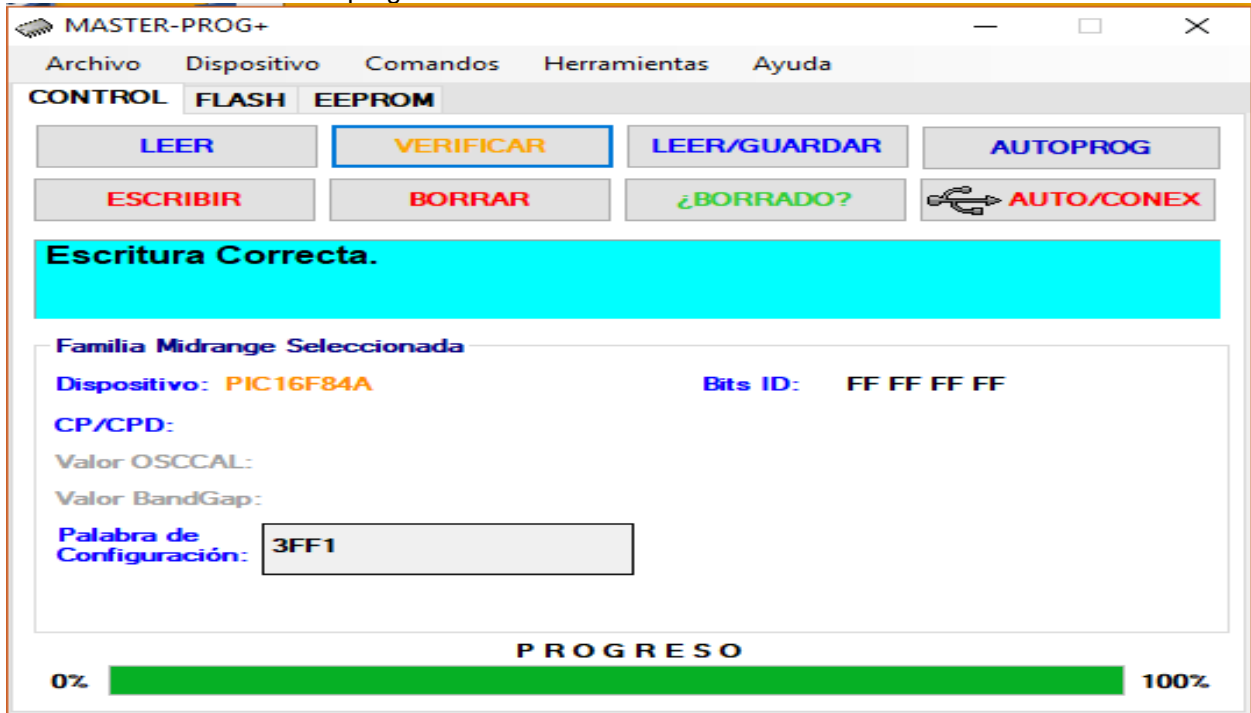 MASTER-PROG+
Archivo Dispositivo Comandos Herramientas Ayuda
CONTROL FLASH EEPROM
LEER VERIFICAR LEER/GUARDAR AUTOPROG
ESCRIBIR BORRAR ¿BORRADO? AUTO/CONEX
Escritura Correcta.
Familia Midrange Seleccionada
Dispositivo: PIC16F84A Bits ID: FF FF FF FF
CP/CPD:
Valor OSCCAL:
Valor BandGap:
Palabra de
Configuración: 3FF1
PROGRESO
0% 100%